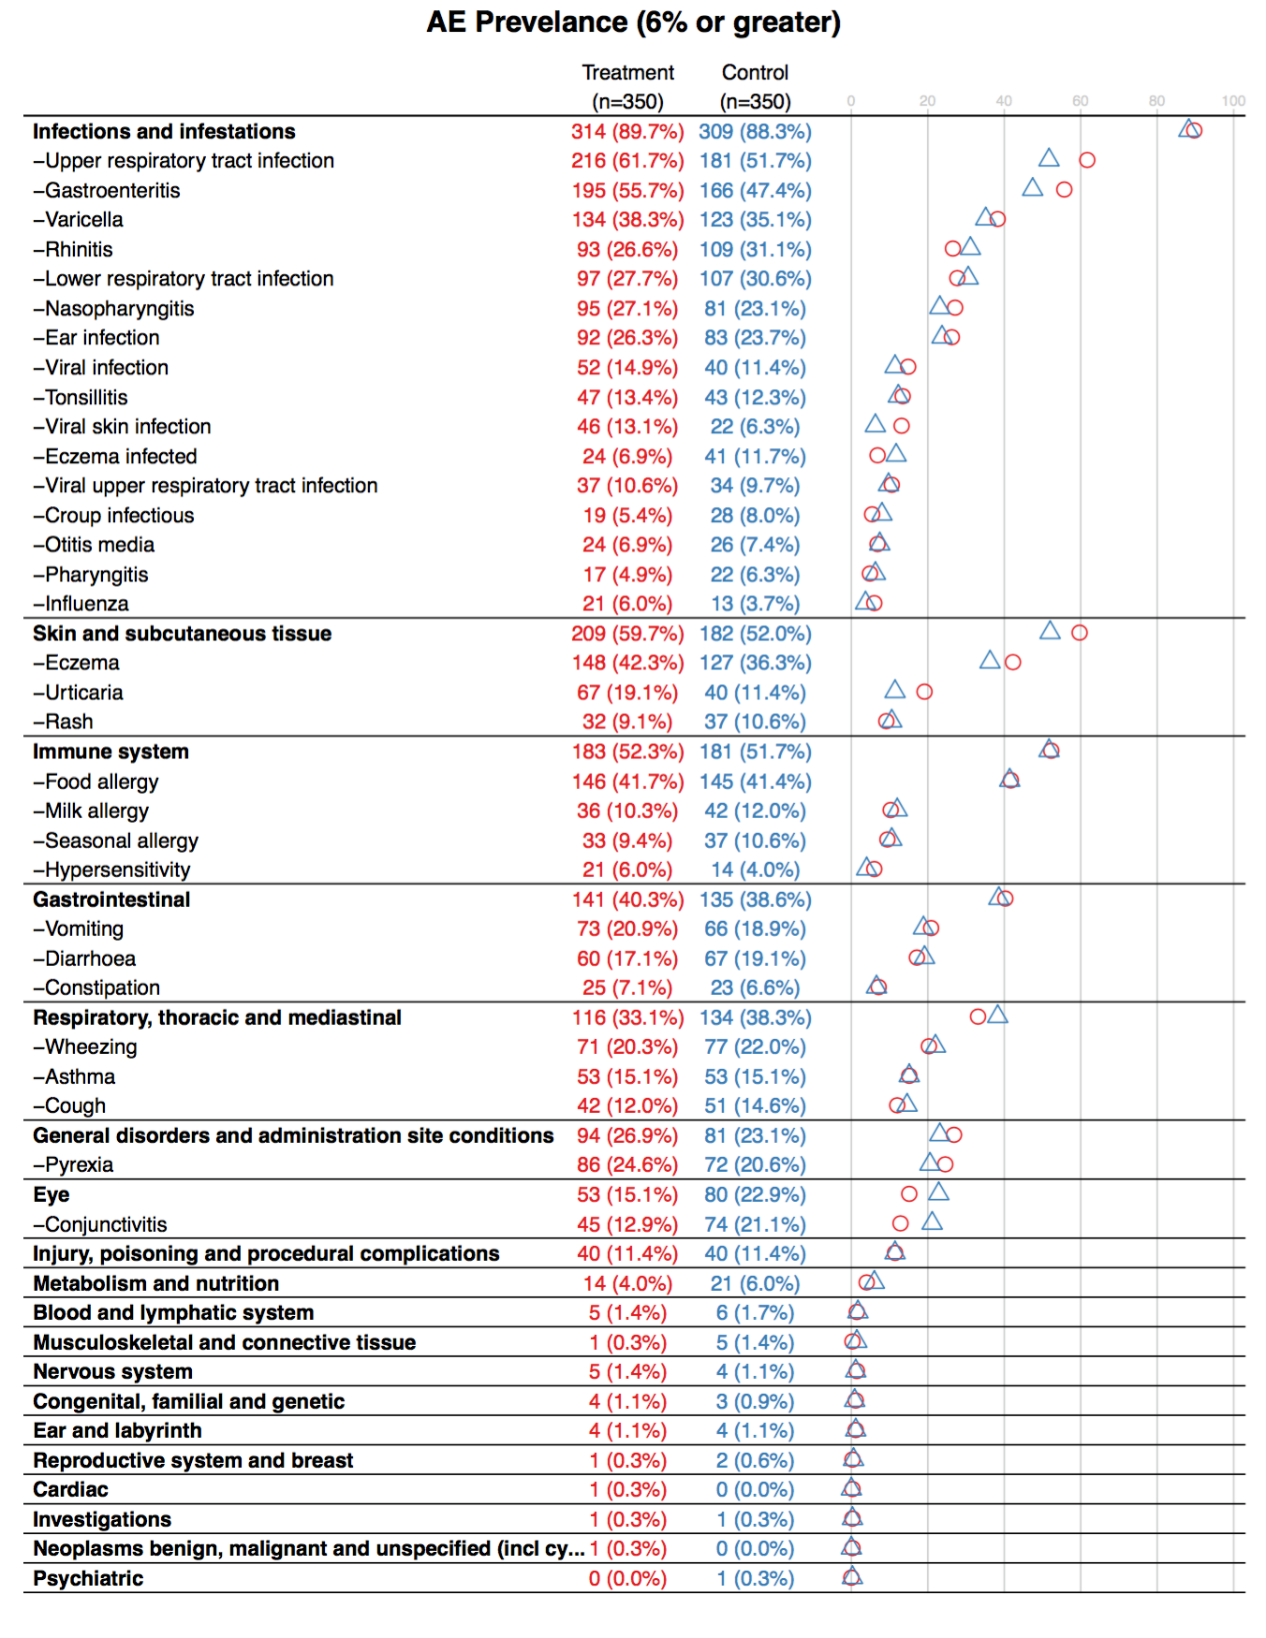 AE Prevelance (6% or greater)
Treatment Control
(n=350) (n=350) 0 20 40 60 80 100
Infections and infestations 314 (89.7%) 309 (88.3%)
–Upper respiratory tract infection 216 (61.7%) 181 (51.7%)
–Gastroenteritis 195 (55.7%) 166 (47.4%)
–Varicella 134 (38.3%) 123 (35.1%)
–Rhinitis 93 (26.6%) 109 (31.1%)
–Lower respiratory tract infection 97 (27.7%) 107 (30.6%)
–Nasopharyngitis 95 (27.1%) 81 (23.1%)
–Ear infection 92 (26.3%) 83 (23.7%)
–Viral infection 52 (14.9%) 40 (11.4%)
–Tonsillitis 47 (13.4%) 43 (12.3%)
–Viral skin infection 46 (13.1%) 22 (6.3%)
–Eczema infected 24 (6.9%) 41 (11.7%)
–Viral upper respiratory tract infection 37 (10.6%) 34 (9.7%)
–Croup infectious 19 (5.4%) 28 (8.0%)
–Otitis media 24 (6.9%) 26 (7.4%)
–Pharyngitis 17 (4.9%) 22 (6.3%)
–Influenza 21 (6.0%) 13 (3.7%)
Skin and subcutaneous tissue 209 (59.7%) 182 (52.0%)
–Eczema 148 (42.3%) 127 (36.3%)
–Urticaria 67 (19.1%) 40 (11.4%)
–Rash 32 (9.1%) 37 (10.6%)
Immune system 183 (52.3%) 181 (51.7%)
–Food allergy 146 (41.7%) 145 (41.4%)
–Milk allergy 36 (10.3%) 42 (12.0%)
–Seasonal allergy 33 (9.4%) 37 (10.6%)
–Hypersensitivity 21 (6.0%) 14 (4.0%)
Gastrointestinal 141 (40.3%) 135 (38.6%)
–Vomiting 73 (20.9%) 66 (18.9%)
–Diarrhoea 60 (17.1%) 67 (19.1%)
–Constipation 25 (7.1%) 23 (6.6%)
Respiratory, thoracic and mediastinal 116 (33.1%) 134 (38.3%)
–Wheezing 71 (20.3%) 77 (22.0%)
–Asthma 53 (15.1%) 53 (15.1%)
–Cough 42 (12.0%) 51 (14.6%)
General disorders and administration site conditions 94 (26.9%) 81 (23.1%)
–Pyrexia 86 (24.6%) 72 (20.6%)
Eye 53 (15.1%) 80 (22.9%)
–Conjunctivitis 45 (12.9%) 74 (21.1%)
Injury, poisoning and procedural complications 40 (11.4%) 40 (11.4%)
Metabolism and nutrition 14 (4.0%) 21 (6.0%)
Blood and lymphatic system 5 (1.4%) 6 (1.7%)
Musculoskeletal and connective tissue 1 (0.3%) 5 (1.4%)
Nervous system 5 (1.4%) 4 (1.1%)
Congenital, familial and genetic 4 (1.1%) 3 (0.9%)
Ear and labyrinth 4 (1.1%) 4 (1.1%)
Reproductive system and breast 1 (0.3%) 2 (0.6%)
Cardiac 1 (0.3%) 0 (0.0%)
Investigations 1 (0.3%) 1 (0.3%)
Neoplasms benign, malignant and unspecified (incl cy... 1 (0.3%) 0 (0.0%)
Psychiatric 0 (0.0%) 1 (0.3%)